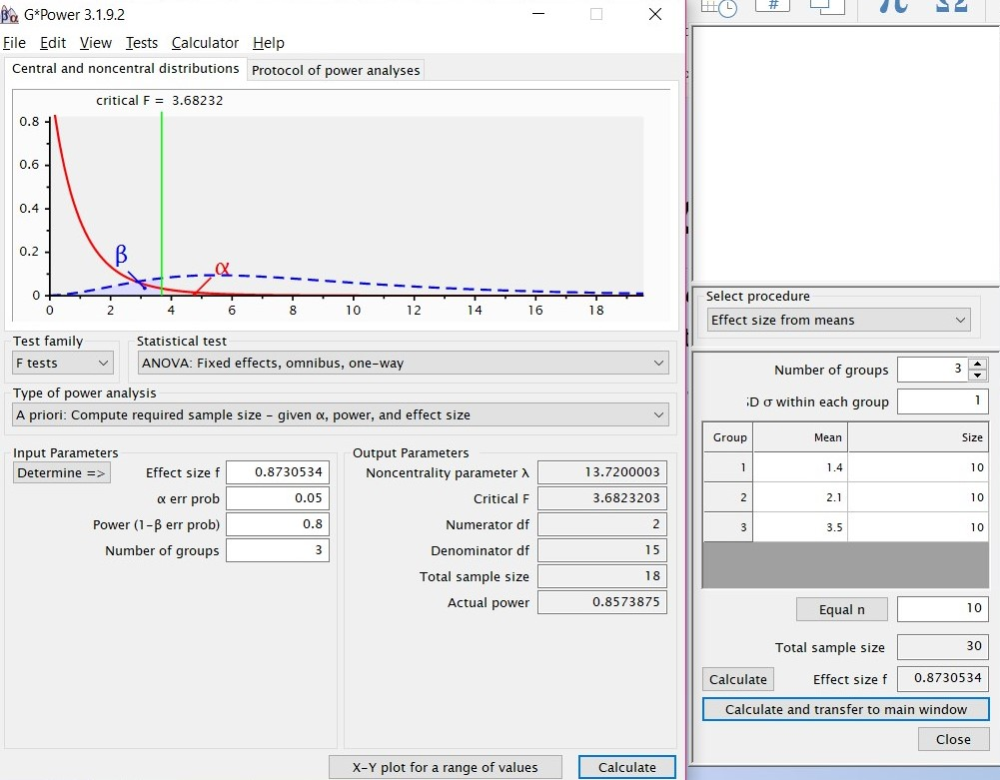 G*Power 3.1.9.2
File Edit View Tests Calculator Help
Central and noncentral distributions Protocol of power analyses
critical F = 3.68232
0.8
0.6
0.4
0.2
0
β
α
0 2 4 6 8 10 12 14 16 18
Test family Statistical test
F tests ANOVA: Fixed effects, omnibus, one-way
Type of power analysis
A priori: Compute required sample size – given α, power, and effect size
Input Parameters
Determine => Effect size f 0.8730534
α err prob 0.05
Power (1-β err prob) 0.8
Number of groups 3
Output Parameters
Noncentrality parameter λ 13.7200003
Critical F 3.6823203
Numerator df 2
Denominator df 15
Total sample size 18
Actual power 0.8573875
X-Y plot for a range of values Calculate
Select procedure
Effect size from means
Number of groups 3
D σ within each group 1
Group Mean Size
1 1.4 10
2 2.1 10
3 3.5 10
Equal n 10
Total sample size 30
Calculate Effect size f 0.8730534
Calculate and transfer to main window
Close